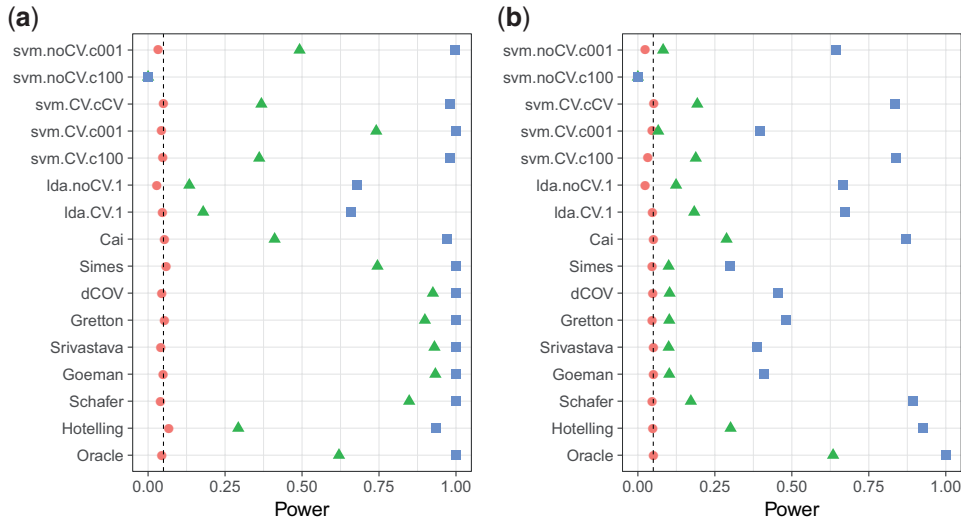 (a)
svm.noCV.c001
svm.noCV.c100
svm.CV.cCV
svm.CV.c001
svm.CV.c100
lda.noCV.1
lda.CV.1
Cai
Simes
dCOV
Gretton
Srivastava
Goeman
Schafer
Hotelling
Oracle
0.00 0.25 0.50 0.75 1.00
Power
(b)
svm.noCV.c001
svm.noCV.c100
svm.CV.cCV
svm.CV.c001
svm.CV.c100
lda.noCV.1
lda.CV.1
Cai
Simes
dCOV
Gretton
Srivastava
Goeman
Schafer
Hotelling
Oracle
0.00 0.25 0.50 0.75 1.00
Power